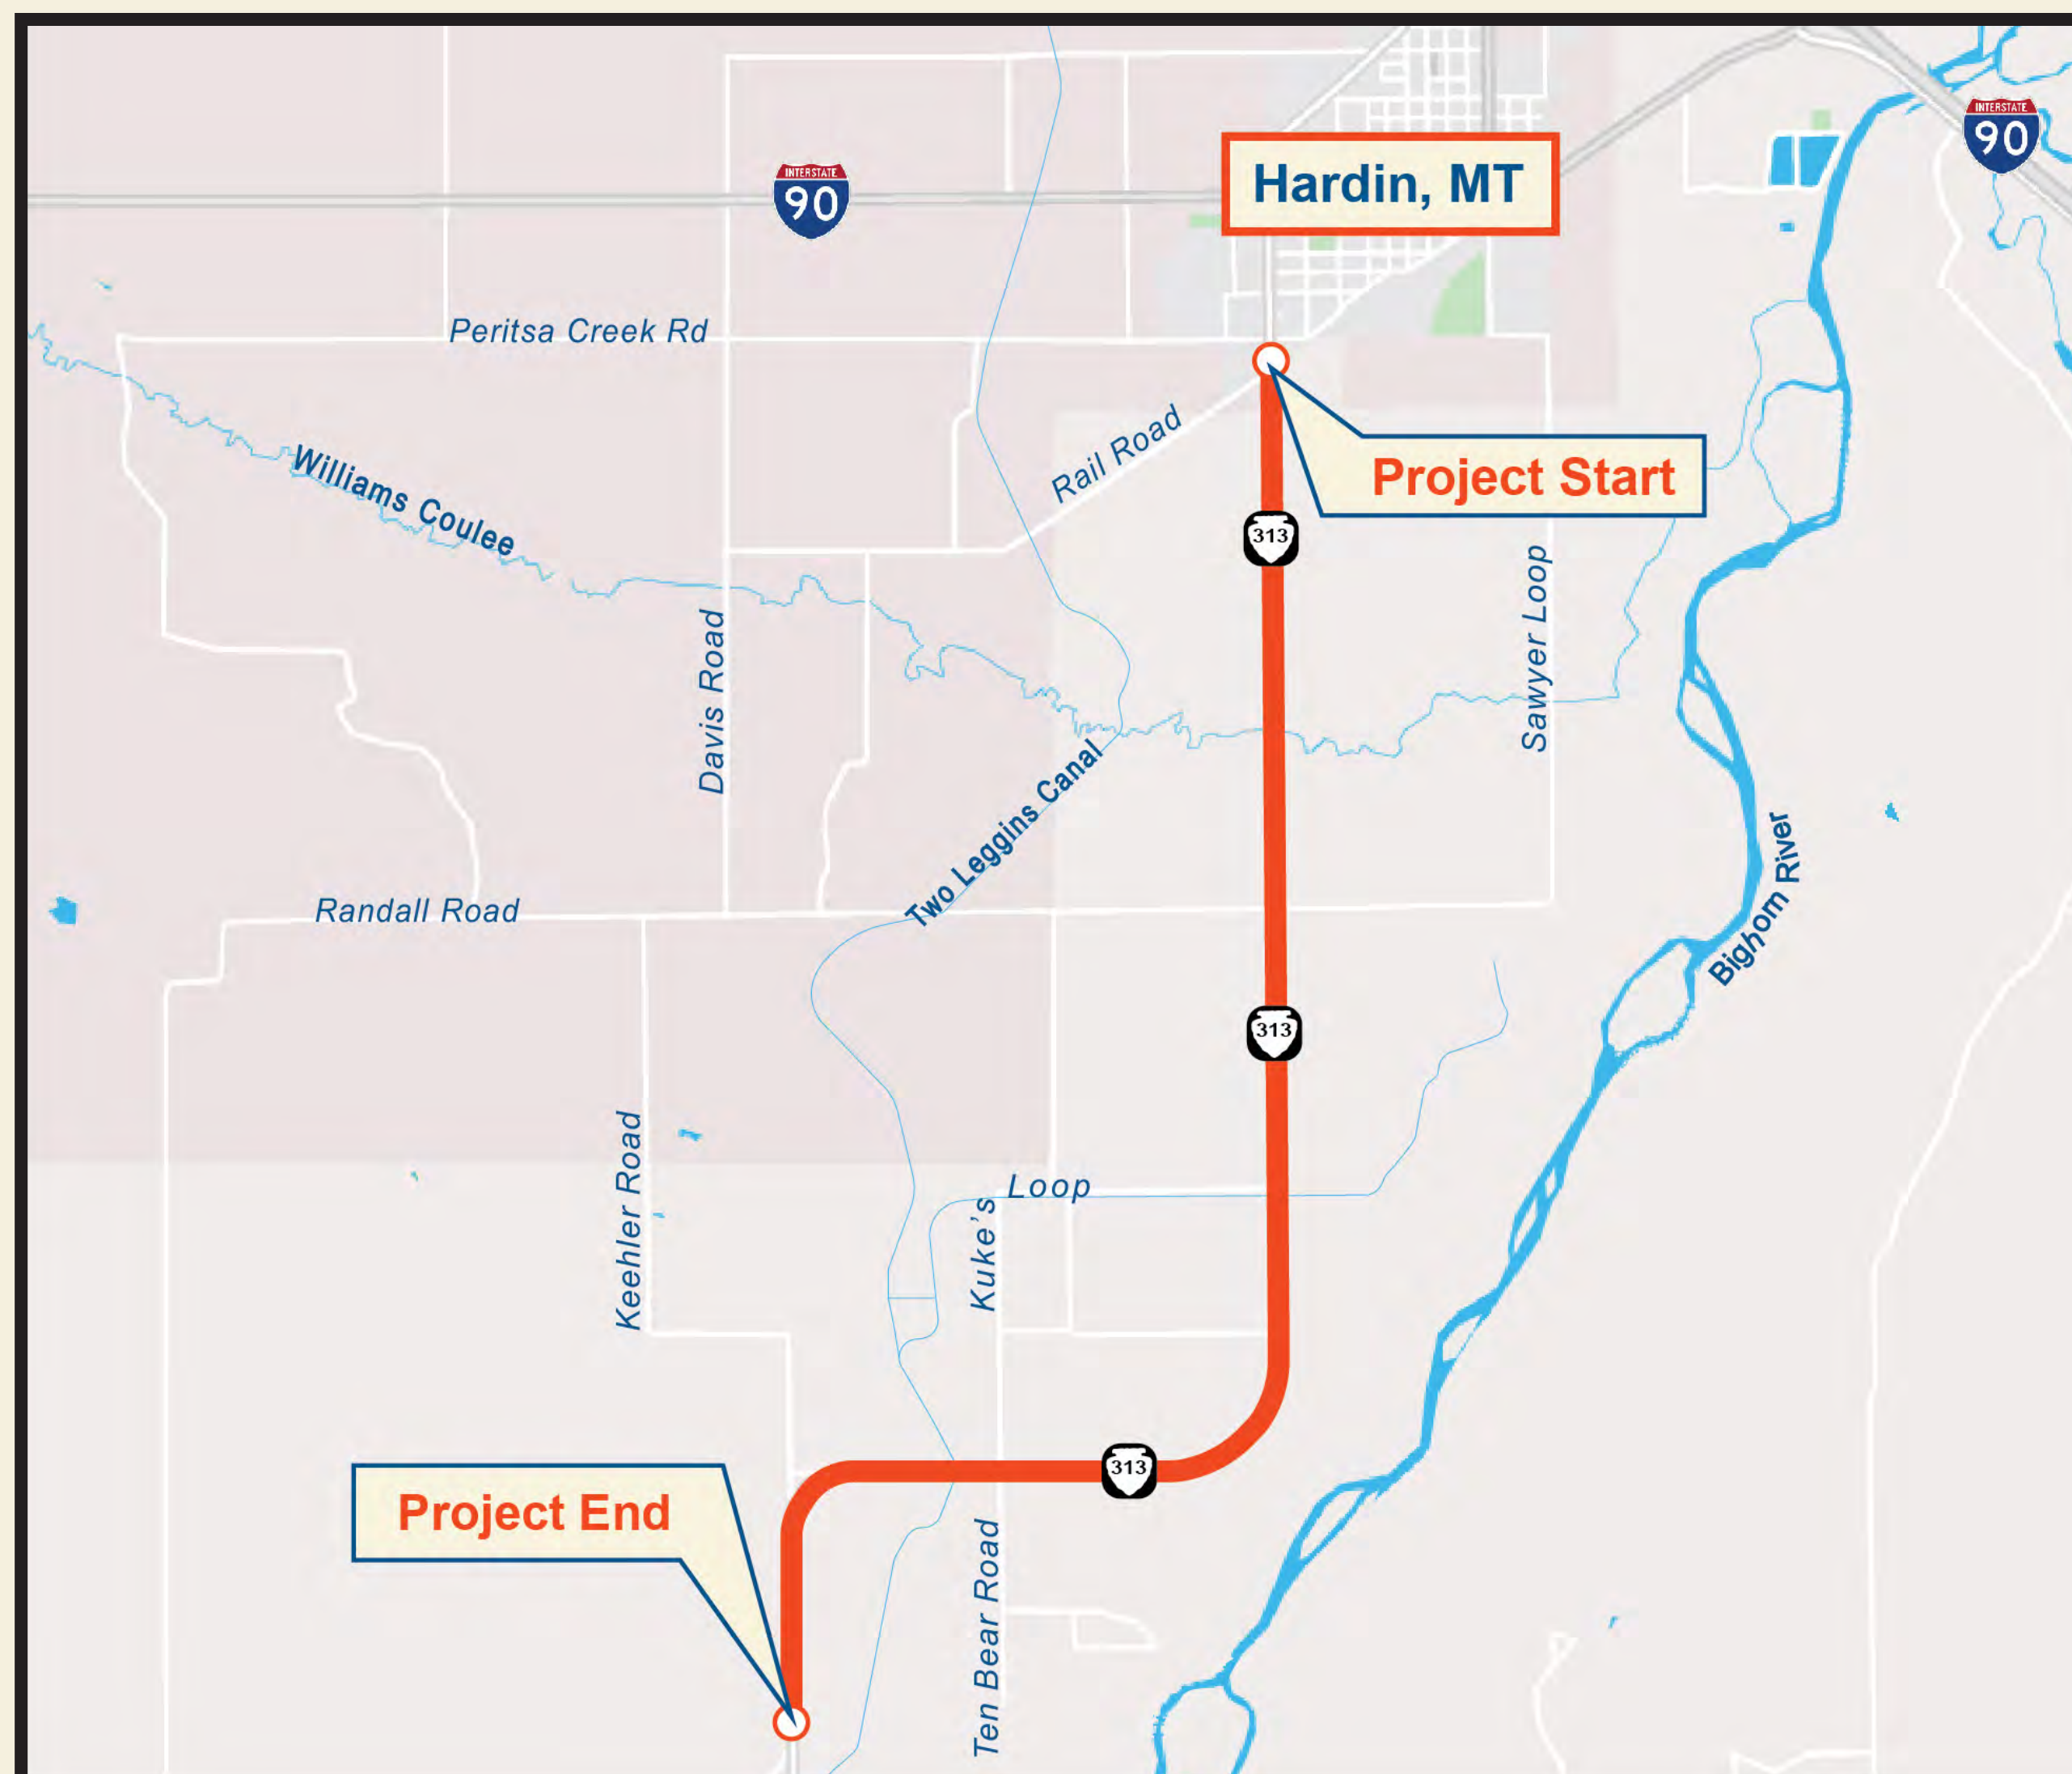 INTERSTATE
90
Hardin, MT
INTERSTATE
90
Peritsa Creek Rd
Rail Road
Project Start
Williams Coulee
313
Sawyer Loop
Davis Road
Two Leggins Canal
Bighorn River
Randall Road
313
Keehler Road
Kuke's
Loop
313
Project End
Ten Bear Road